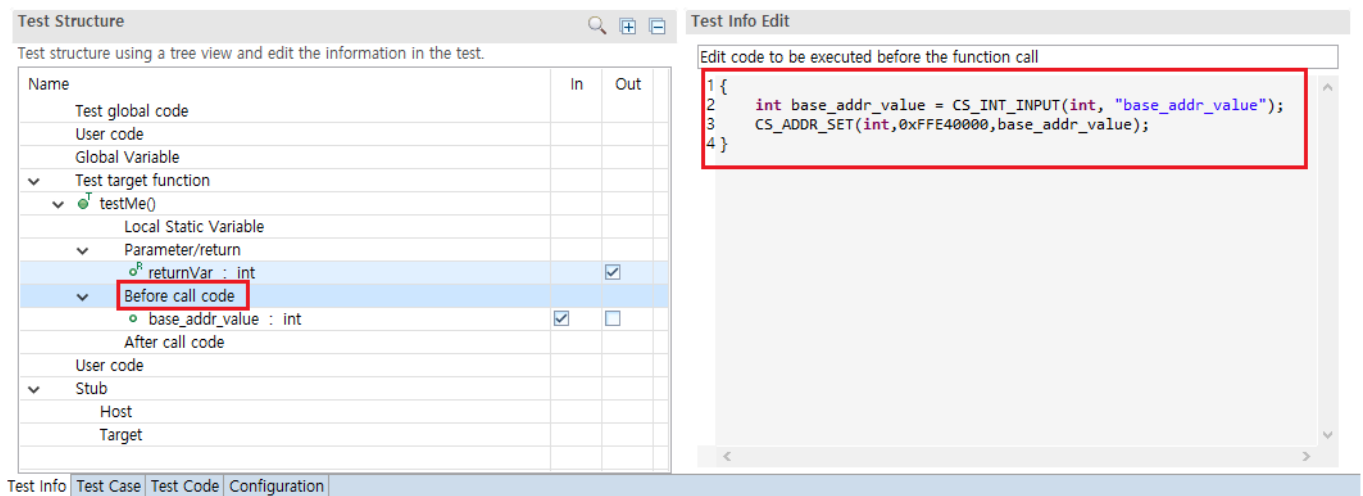 Test Structure
Test structure using a tree view and edit the information in the test.
Name In Out
Test global code
User code
Global Variable
Test target function
T testMe()
Local Static Variable
Parameter/return
R returnVar : int
Before call code
base_addr_value : int
After call code
User code
Stub
Host
Target
Test Info Test Case Test Code Configuration
Test Info Edit
Edit code to be executed before the function call
1 {
2 int base_addr_value = CS_INT_INPUT(int, "base_addr_value");
3 CS_ADDR_SET(int,0xFFE40000,base_addr_value);
4 }